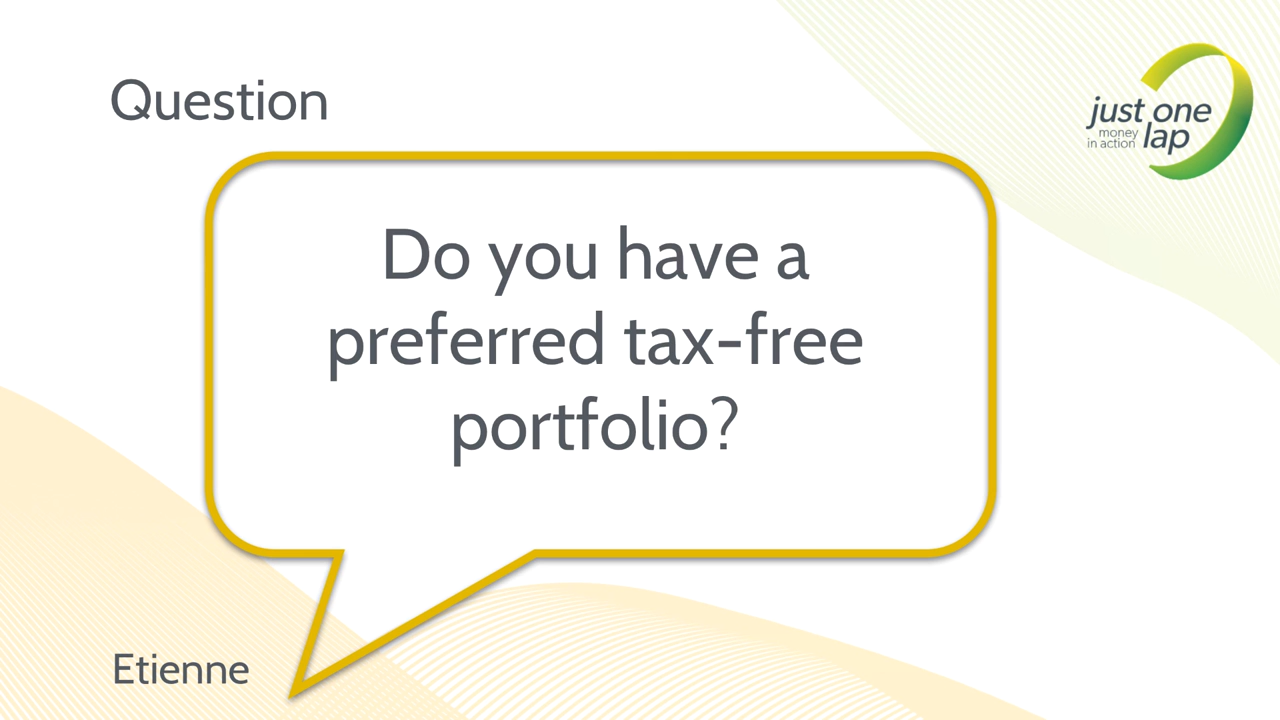 Question
just one
money
in action
lap
Do you have a
preferred tax-free
portfolio?
Etienne